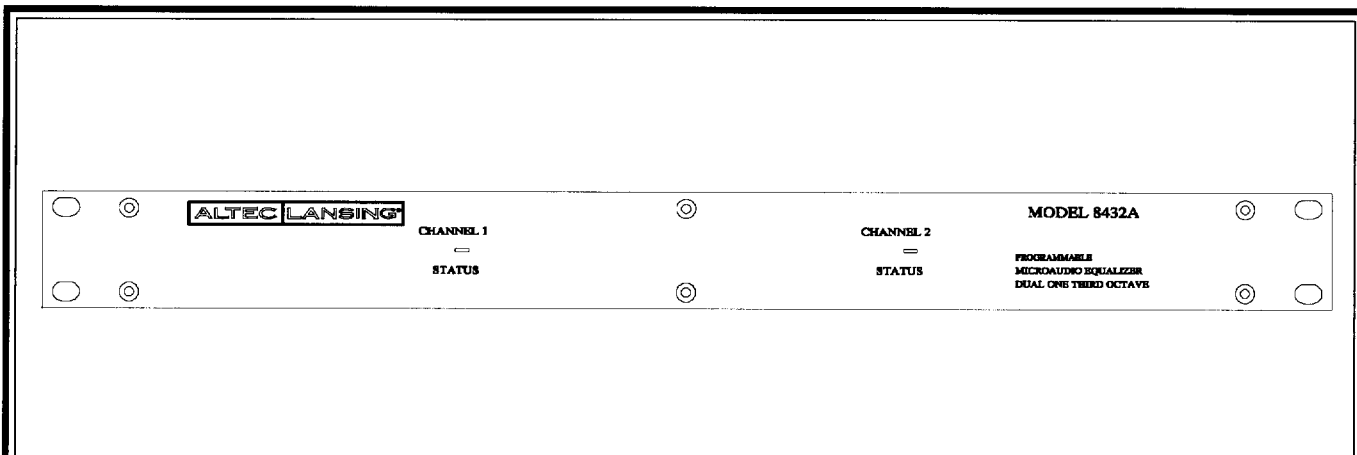 ALTEC LANSING®
MODEL 8432A
CHANNEL 1
CHANNEL 2
STATUS
STATUS
PROGRAMMABLE
MICROAUDIO EQUALIZER
DUAL ONE THIRD OCTAVE